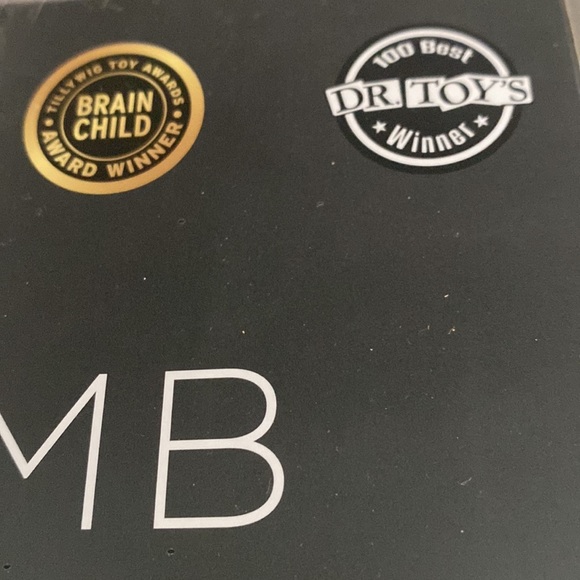 TILLYWIG TOY AWARDS
BRAIN
CHILD
AWARD WINNER
100 Best
DR. TOY'S
Winner
MB